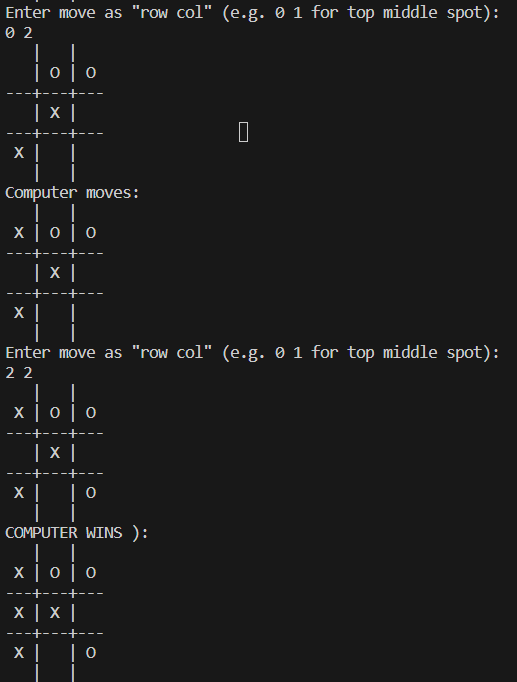 Enter move as "row col" (e.g. 0 1 for top middle spot):
0 2
   |   |
   | O | O
---+---+---
   | X |
---+---+---
 X |   |
   |   |
Computer moves:
   |   |
 X | O | O
---+---+---
   | X |
---+---+---
 X |   |
   |   |
Enter move as "row col" (e.g. 0 1 for top middle spot):
2 2
   |   |
 X | O | O
---+---+---
   | X |
---+---+---
 X |   | O
   |   |
COMPUTER WINS ):
   |   |
 X | O | O
---+---+---
 X | X |
---+---+---
 X |   | O
   |   |